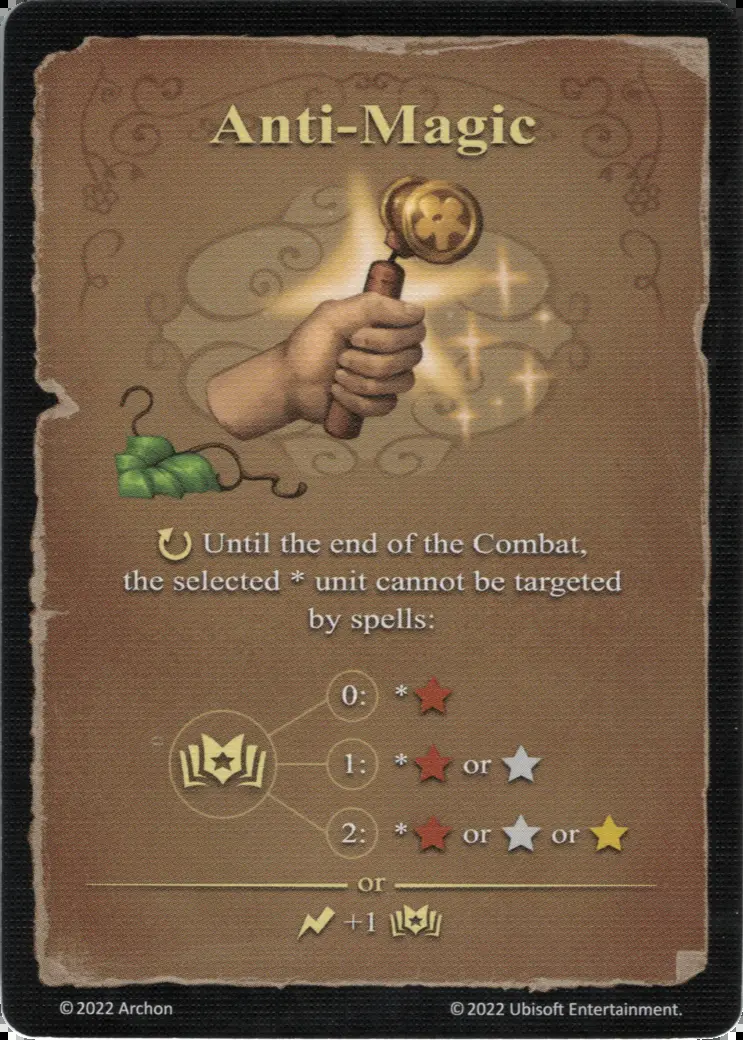 Anti-Magic
Until the end of the Combat,
the selected * unit cannot be targeted
by spells:
0: *
1: * or
2: * or or
or
+1
© 2022 Archon
© 2022 Ubisoft Entertainment.